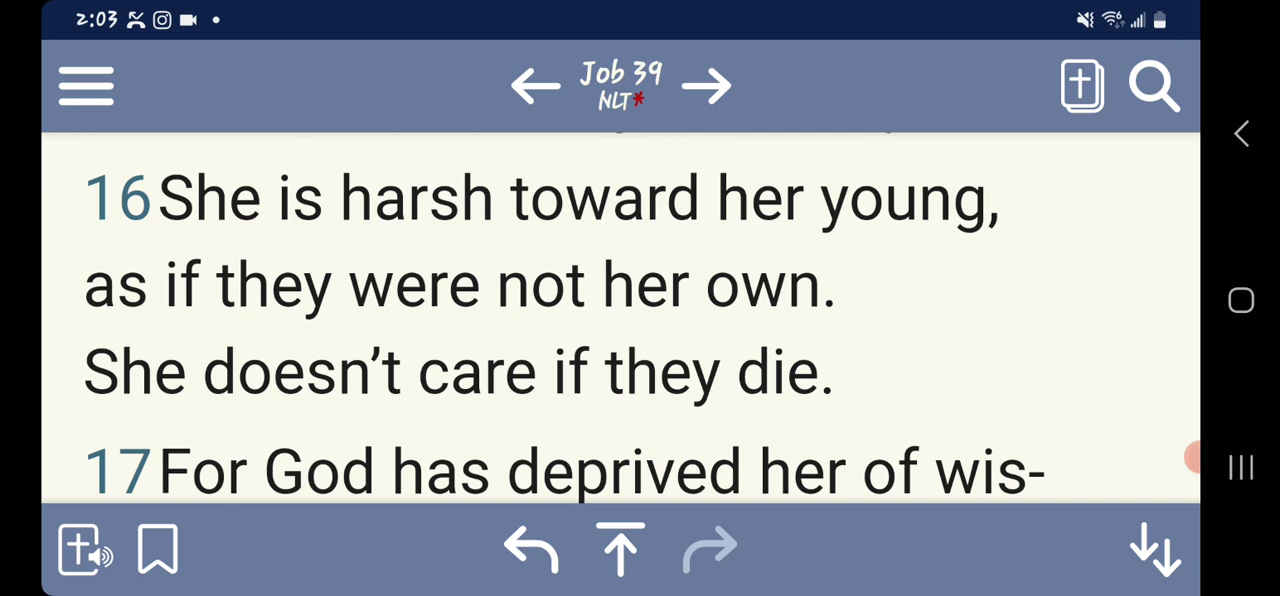 2:03
Job 39
NLT*
16 She is harsh toward her young,
as if they were not her own.
She doesn’t care if they die.
17 For God has deprived her of wis-